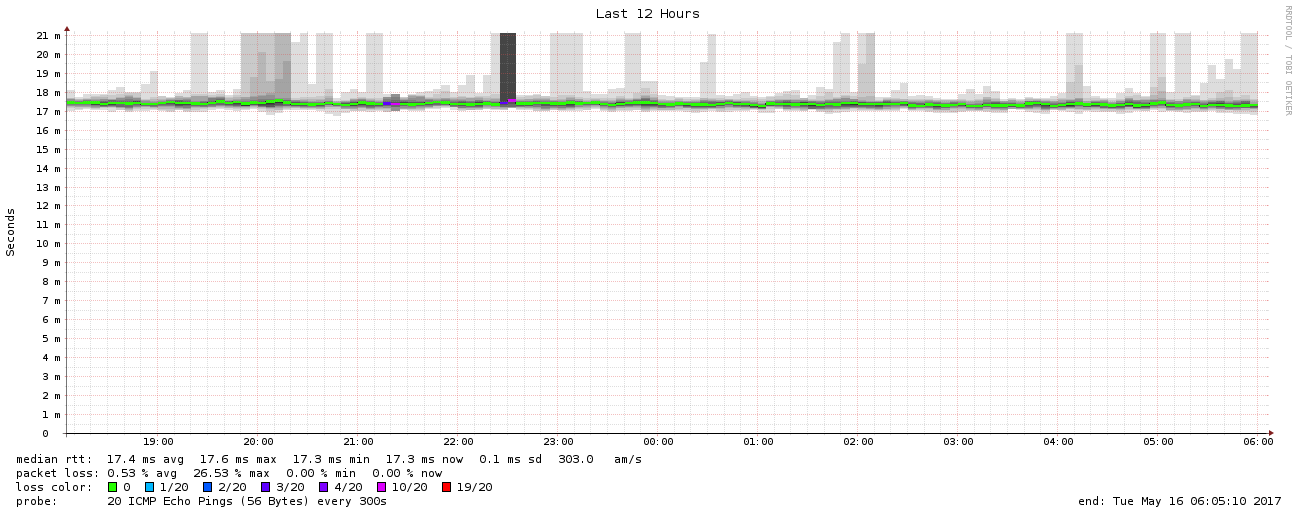 Last 12 Hours
RRDTOOL / TOBI OETIKER
Seconds
21 m
20 m
19 m
18 m
17 m
16 m
15 m
14 m
13 m
12 m
11 m
10 m
9 m
8 m
7 m
6 m
5 m
4 m
3 m
2 m
1 m
0
19:00 20:00 21:00 22:00 23:00 00:00 01:00 02:00 03:00 04:00 05:00 06:00
median rtt: 17.4 ms avg 17.6 ms max 17.3 ms min 17.3 ms now 0.1 ms sd 303.0 am/s
packet loss: 0.53 % avg 26.53 % max 0.00 % min 0.00 % now
loss color: 0 1/20 2/20 3/20 4/20 10/20 19/20
probe: 20 ICMP Echo Pings (56 Bytes) every 300s end: Tue May 16 06:05:10 2017